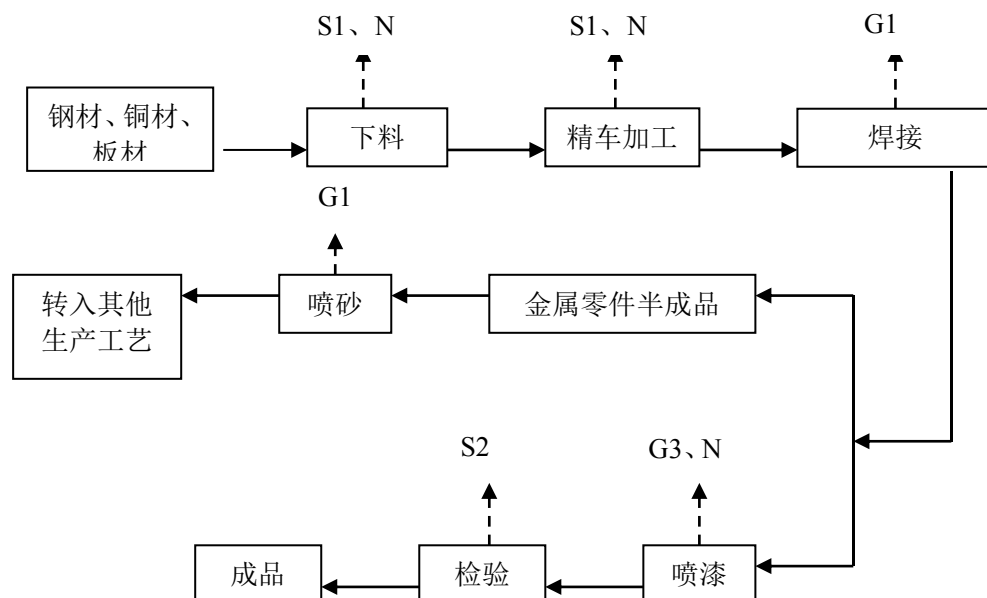 S1、N
S1、N
G1
钢材、铜材、
板材
下料
精车加工
焊接
G1
转入其他
生产工艺
喷砂
金属零件半成品
S2
G3、N
成品
检验
喷漆